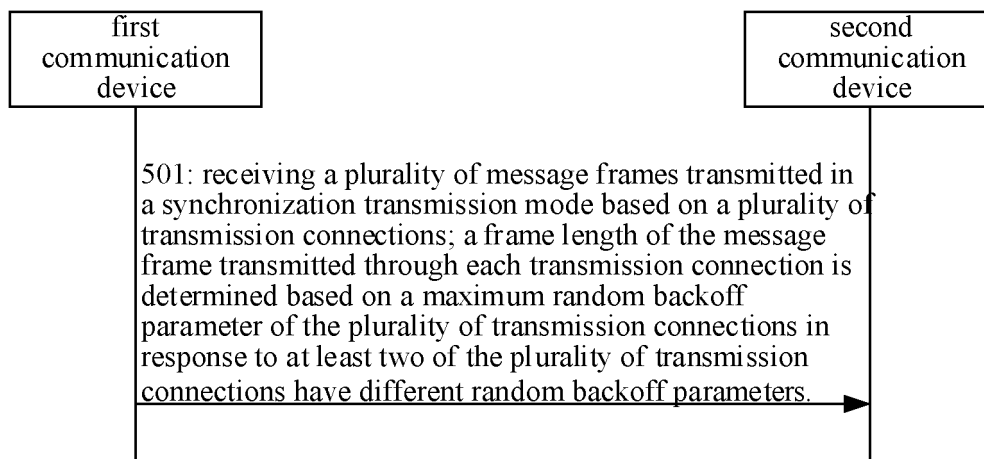 first
communication
device
second
communication
device
501: receiving a plurality of message frames transmitted in
a synchronization transmission mode based on a plurality of
transmission connections; a frame length of the message
frame transmitted through each transmission connection is
determined based on a maximum random backoff
parameter of the plurality of transmission connections in
response to at least two of the plurality of transmission
connections have different random backoff parameters.